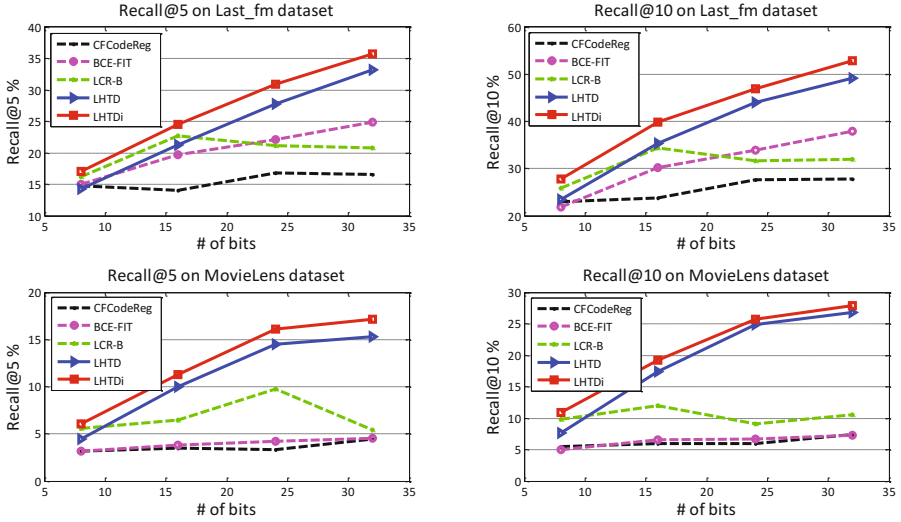 Recall@5 on Last_fm dataset
Recall@5 %
40
35
30
25
20
15
10
CFCodeReg
BCE-FIT
LCR-B
LHTD
LHTDi
5 10 15 20 25 30 35
# of bits
Recall@10 on Last_fm dataset
Recall@10 %
60
50
40
30
20
CFCodeReg
BCE-FIT
LCR-B
LHTD
LHTDi
5 10 15 20 25 30 35
# of bits
Recall@5 on MovieLens dataset
Recall@5 %
20
15
10
5
0
CFCodeReg
BCE-FIT
LCR-B
LHTD
LHTDi
5 10 15 20 25 30 35
# of bits
Recall@10 on MovieLens dataset
Recall@10 %
30
25
20
15
10
5
0
CFCodeReg
BCE-FIT
LCR-B
LHTD
LHTDi
5 10 15 20 25 30 35
# of bits